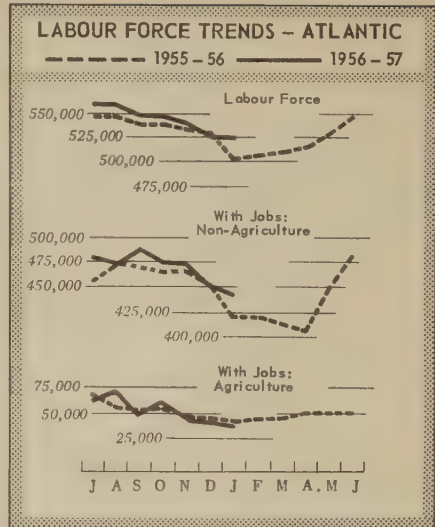 LABOUR FORCE TRENDS – ATLANTIC
1955 – 56 1956 – 57
Labour Force
550,000
525,000
500,000
475,000
With Jobs:
Non-Agriculture
500,000
475,000
450,000
425,000
400,000
With Jobs:
Agriculture
75,000
50,000
25,000
J A S O N D J F M A. M J